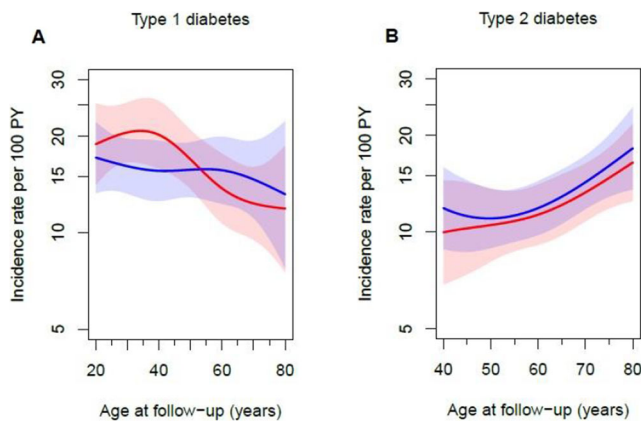 Type 1 diabetes
A
Incidence rate per 100 PY
30
20
15
10
5
20 40 60 80
Age at follow-up (years)
Type 2 diabetes
B
Incidence rate per 100 PY
30
20
15
10
5
40 50 60 70 80
Age at follow-up (years)